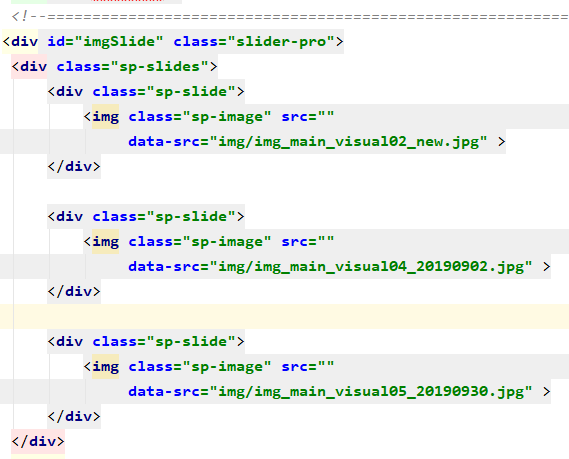 <!--==========================================================
<div id="imgSlide" class="slider-pro">
<div class="sp-slides">
<div class="sp-slide">
<img class="sp-image" src=""
data-src="img/img_main_visual02_new.jpg" >
</div>
<div class="sp-slide">
<img class="sp-image" src=""
data-src="img/img_main_visual04_20190902.jpg" >
</div>
<div class="sp-slide">
<img class="sp-image" src=""
data-src="img/img_main_visual05_20190930.jpg" >
</div>
</div>